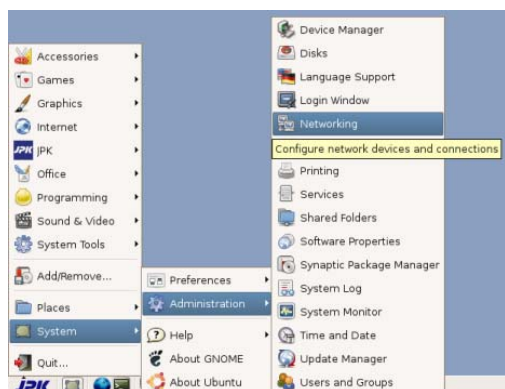 Accessories
Games
Graphics
Internet
JPK JPK
Office
Programming
Sound & Video
System Tools
Add/Remove...
Places
System
Quit...
JPK
Preferences
Administration
Help
About GNOME
About Ubuntu
Device Manager
Disks
Language Support
Login Window
Networking
Configure network devices and connections
Printing
Services
Shared Folders
Software Properties
Synaptic Package Manager
System Log
System Monitor
Time and Date
Update Manager
Users and Groups